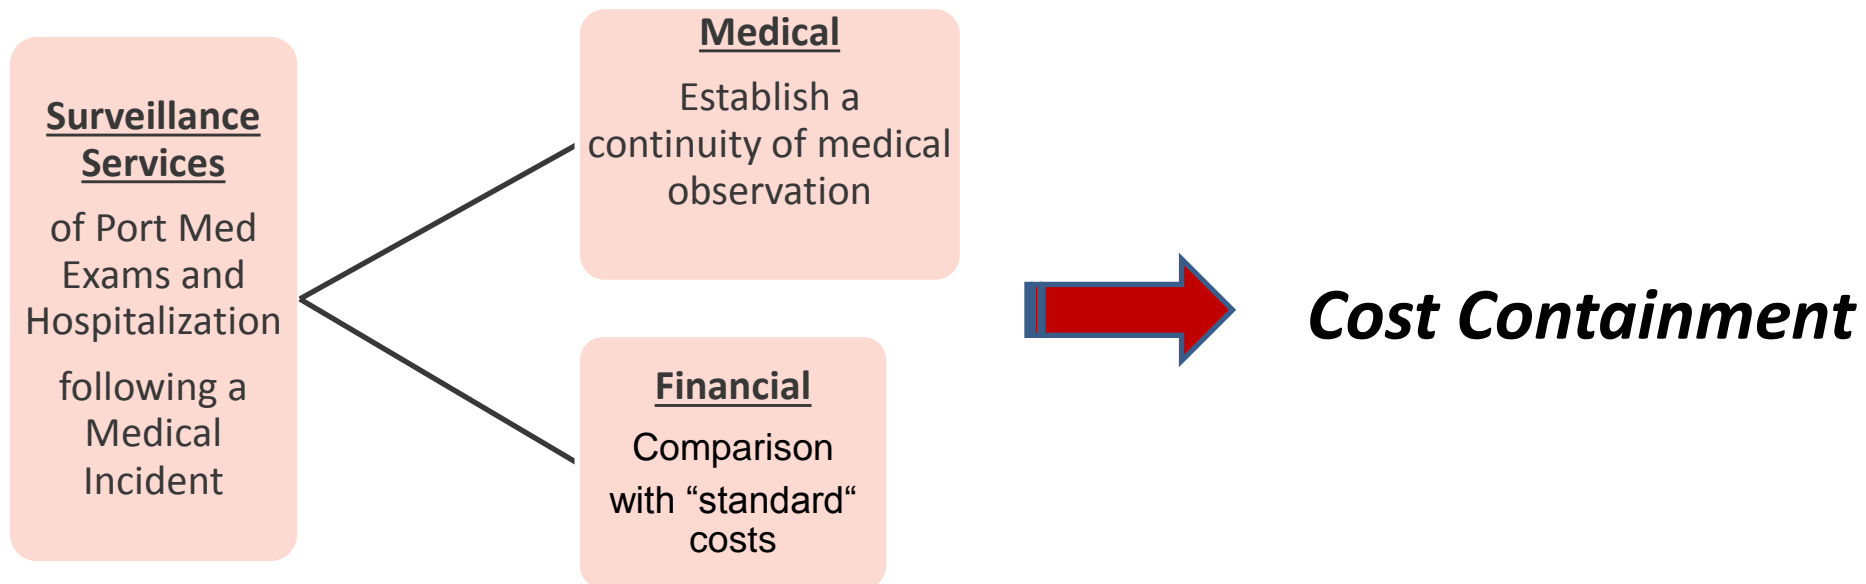 Surveillance
Services
of Port Med
Exams and
Hospitalization
following a
Medical
Incident
Medical
Establish a
continuity of medical
observation
Financial
Comparison
with “standard“
costs
Cost Containment